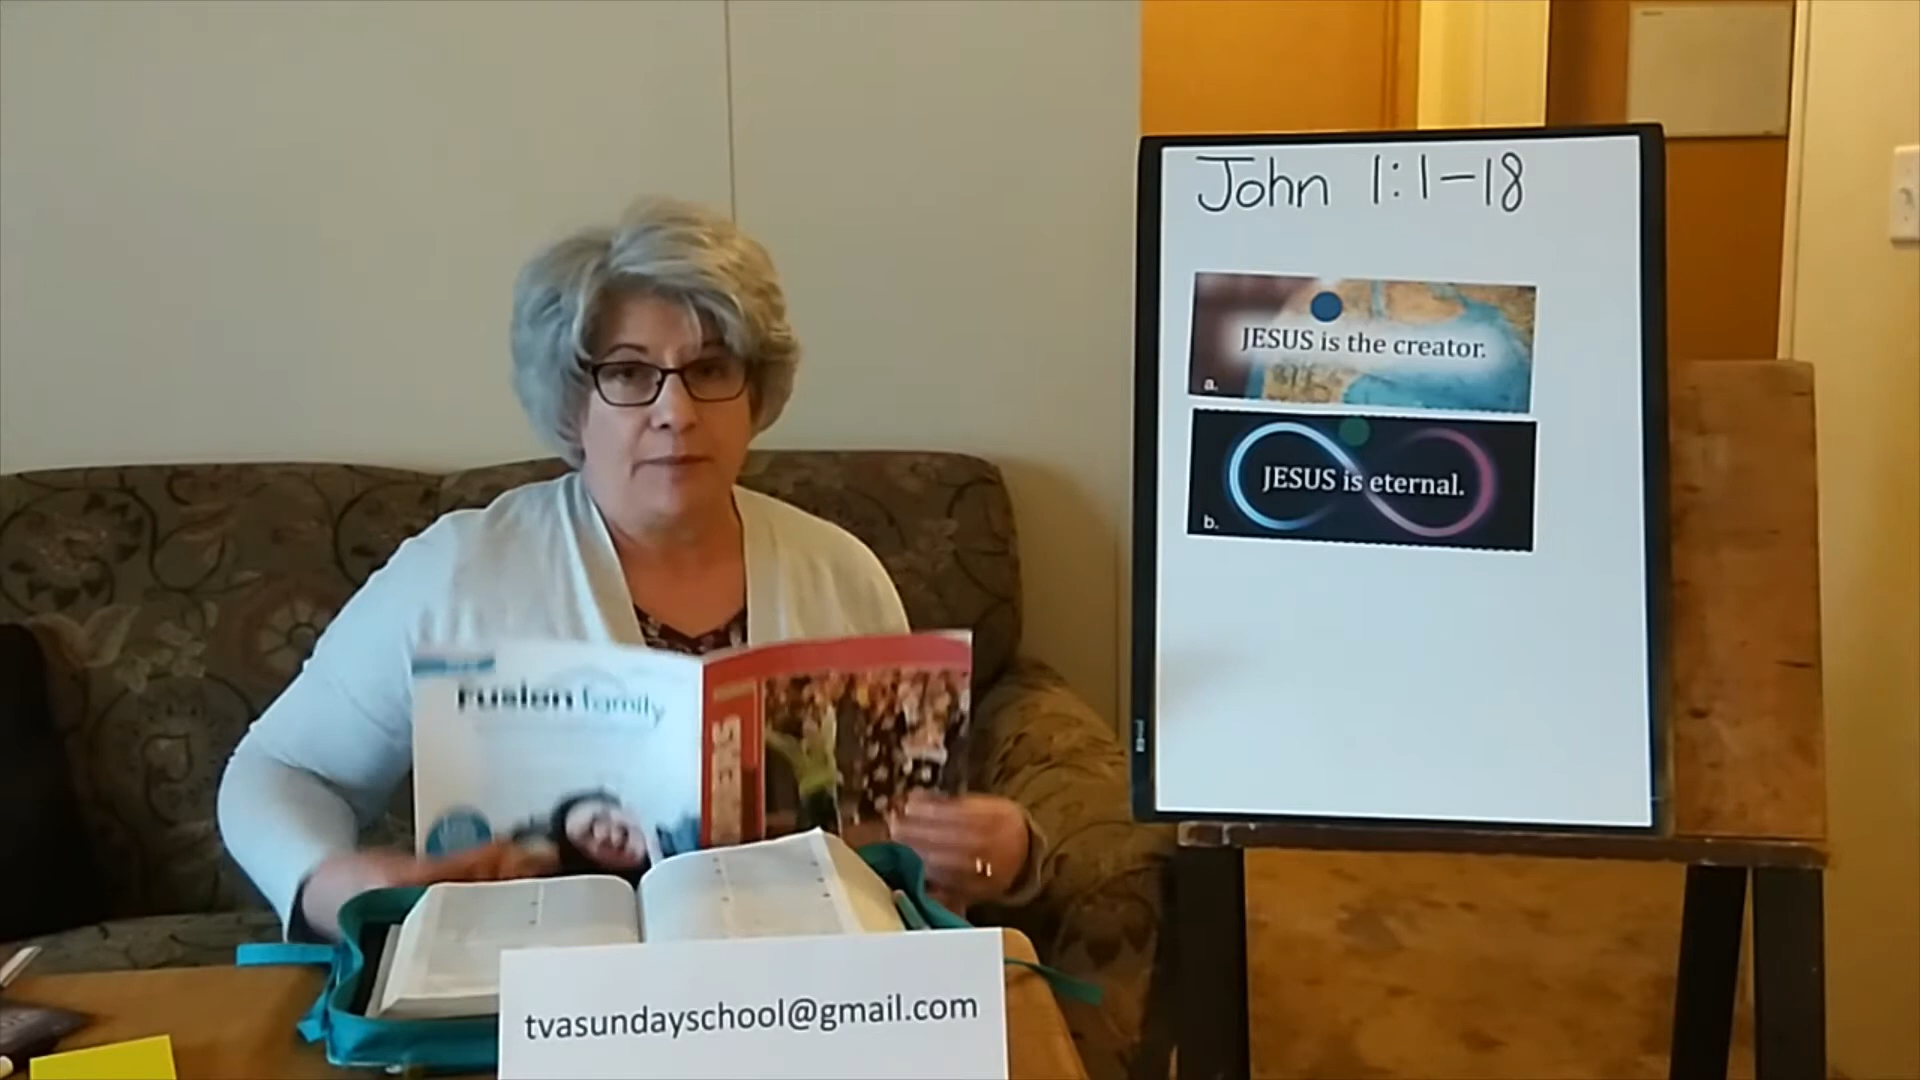 John 1:1-18
JESUS is the creator.
a.
JESUS is eternal.
b.
Fusion family
tvasundayschool@gmail.com